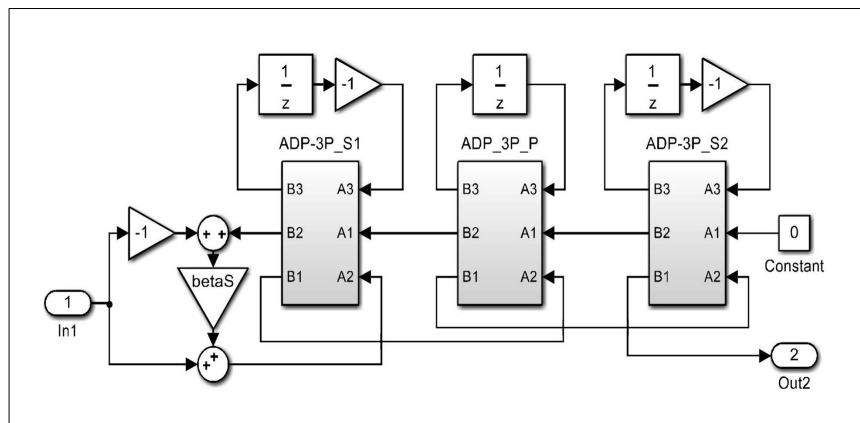 1
z
-1
1
z
1
z
-1
ADP-3P_S1
ADP_3P_P
ADP-3P_S2
B3 A3
B3 A3
B3 A3
-1
+ +
B2 A1
B2 A1
B2 A1
0
Constant
betaS
B1 A2
B1 A2
B1 A2
1
In1
+ +
2
Out2